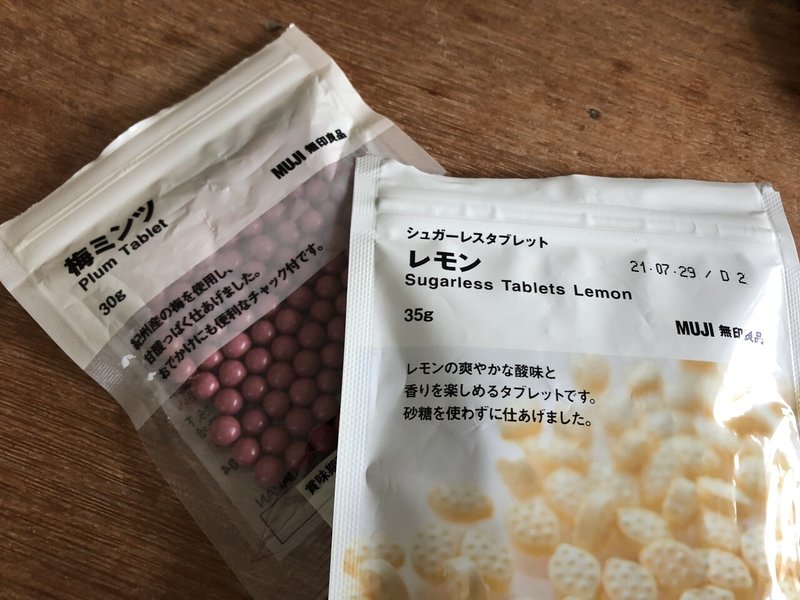 MUJI 無印良品
梅ミンツ
Plum Tablet
30g
紀州産の梅を使用し、
甘酸っぱく仕あげました。
おでかけにも便利なチャック付です。
賞味期
シュガーレスタブレット
レモン
Sugarless Tablets Lemon
35g
21.07.29 / D 2
MUJI 無印良品
レモンの爽やかな酸味と
香りを楽しめるタブレットです。
砂糖を使わずに仕あげました。